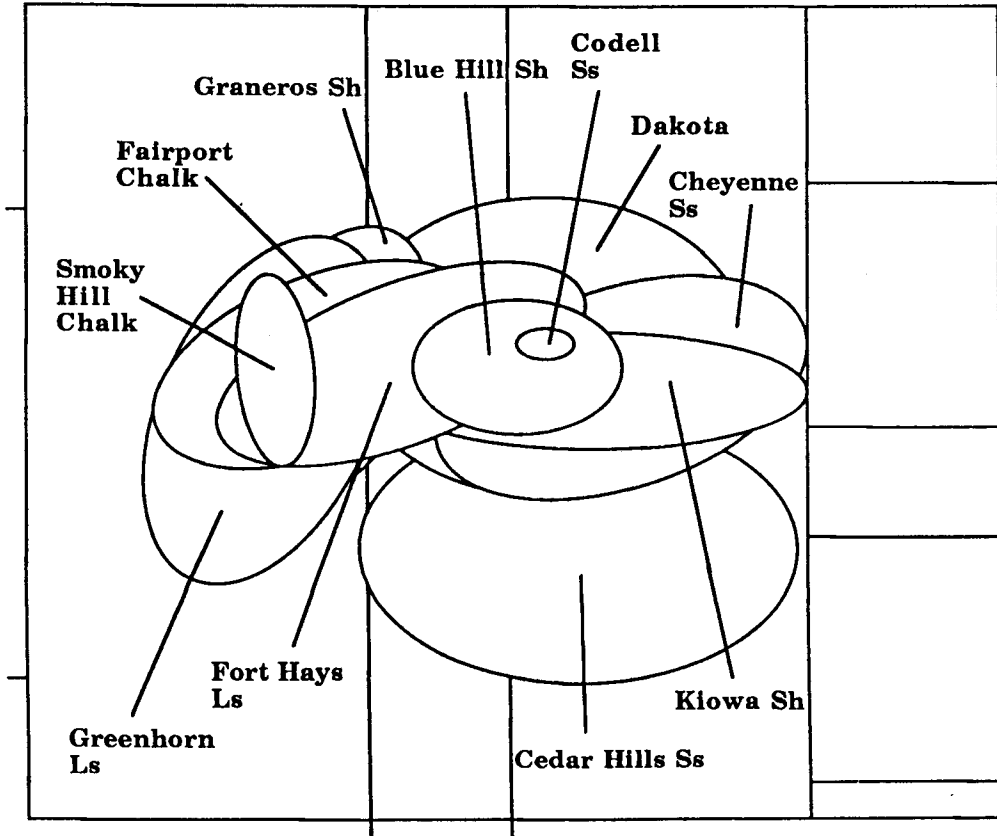 Codell
Ss
Blue Hill Sh
Graneros Sh
Dakota
Fairport
Chalk
Cheyenne
Ss
Smoky
Hill
Chalk
Fort Hays
Ls
Kiowa Sh
Greenhorn
Ls
Cedar Hills Ss